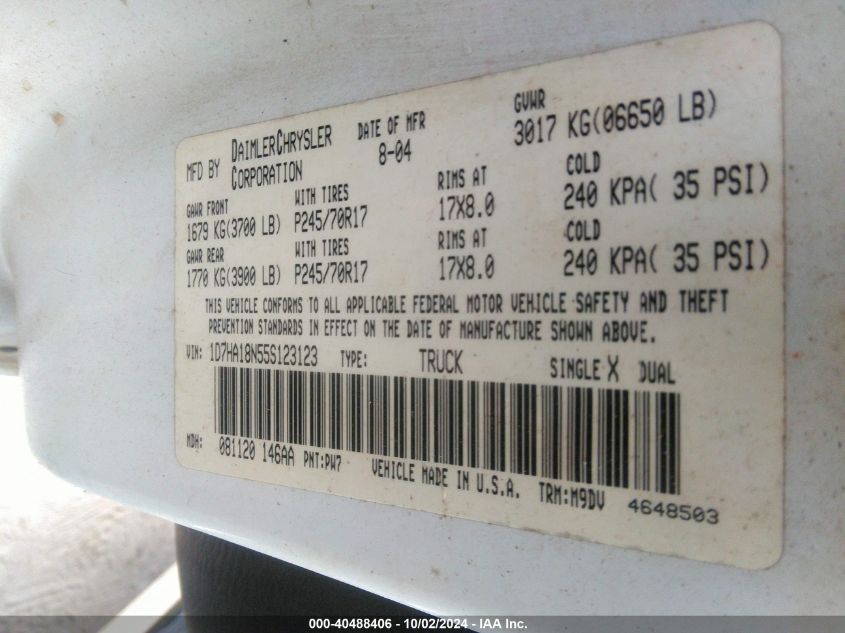 MFD BY DAIMLERCHRYSLER CORPORATION
DATE OF MFR
8-04
GVWR
3017 KG(06650 LB)
GAWR FRONT WITH TIRES RIMS AT COLD
1679 KG(3700 LB) P245/70R17 17X8.0 240 KPA( 35 PSI)
GAWR REAR WITH TIRES RIMS AT COLD
1770 KG(3900 LB) P245/70R17 17X8.0 240 KPA( 35 PSI)
THIS VEHICLE CONFORMS TO ALL APPLICABLE FEDERAL MOTOR VEHICLE SAFETY AND THEFT
PREVENTION STANDARDS IN EFFECT ON THE DATE OF MANUFACTURE SHOWN ABOVE.
VIN: 1D7HA18N55S123123 TYPE: TRUCK SINGLE X DUAL
MDH: 081120 146AA PNT:PW7 VEHICLE MADE IN U.S.A. TRM:M9DV 4648503
000-40488406 - 10/02/2024 - IAA Inc.